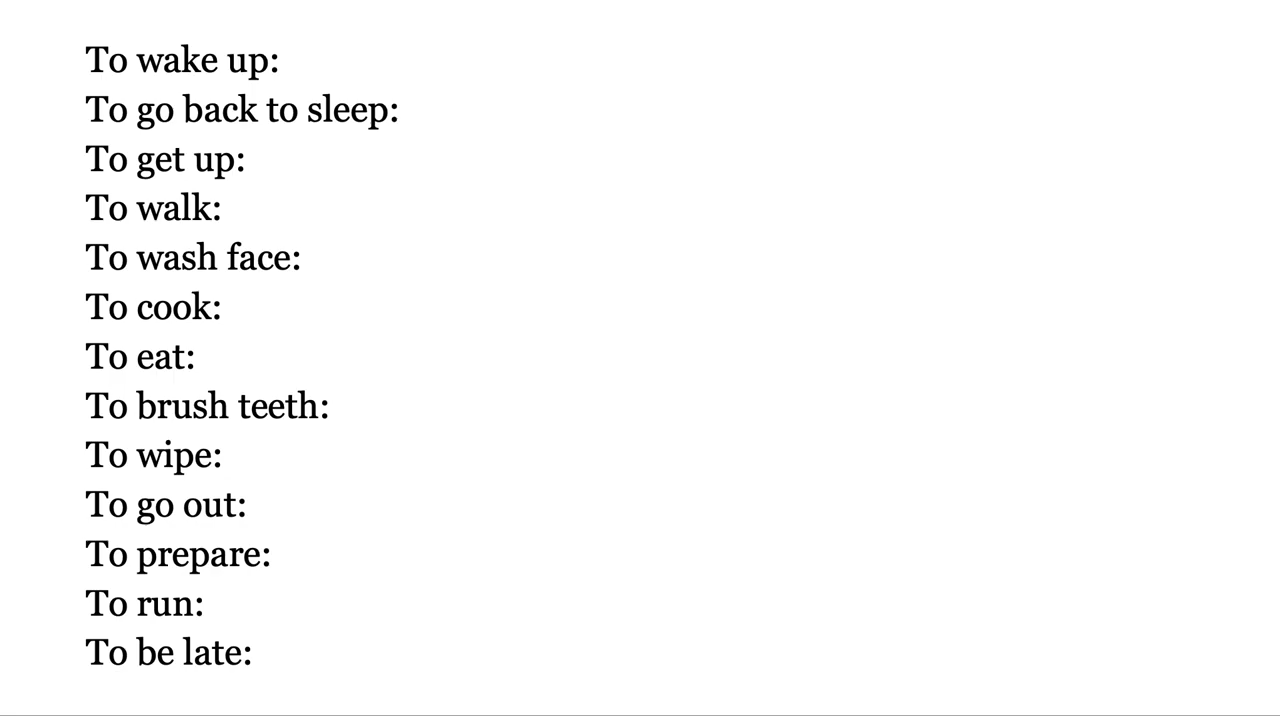 To wake up:
To go back to sleep:
To get up:
To walk:
To wash face:
To cook:
To eat:
To brush teeth:
To wipe:
To go out:
To prepare:
To run:
To be late: